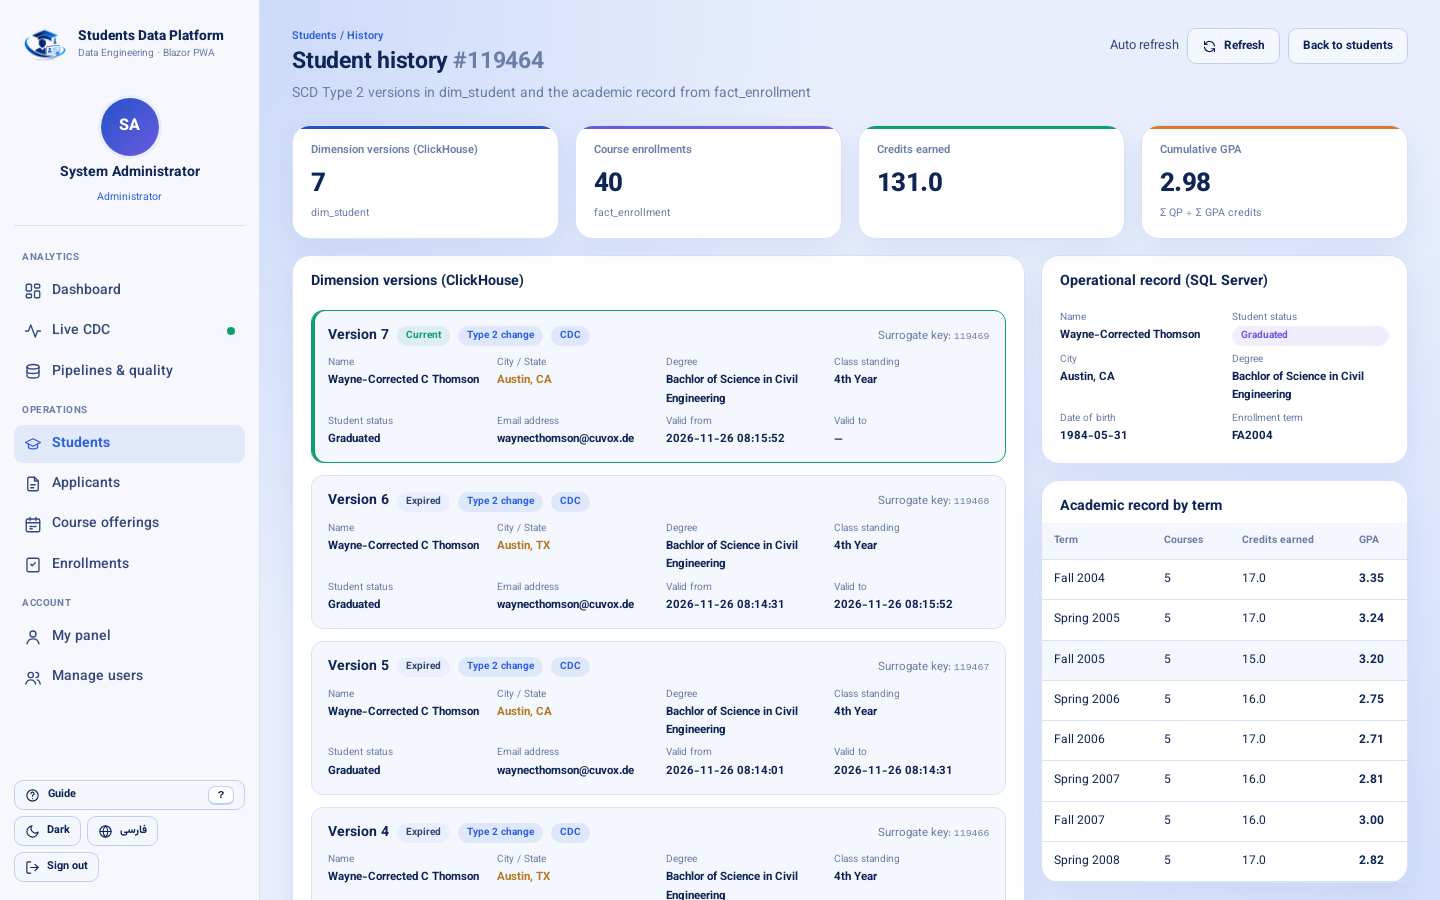 Students Data Platform
Data Engineering · Blazor PWA
SA
System Administrator
Administrator
ANALYTICS
Dashboard
Live CDC
Pipelines & quality
OPERATIONS
Students
Applicants
Course offerings
Enrollments
ACCOUNT
My panel
Manage users
Guide ?
Dark فارسی
Sign out
Students / History
Student history #119464
SCD Type 2 versions in dim_student and the academic record from fact_enrollment
Auto refresh Refresh Back to students
Dimension versions (ClickHouse)
7
dim_student
Course enrollments
40
fact_enrollment
Credits earned
131.0
Cumulative GPA
2.98
Σ QP ÷ Σ GPA credits
Dimension versions (ClickHouse)
Version 7 Current Type 2 change CDC Surrogate key: 119469
Name City / State Degree Class standing
Wayne-Corrected C Thomson Austin, CA Bachlor of Science in Civil 4th Year
Engineering
Student status Email address Valid from Valid to
Graduated waynecthomson@cuvox.de 2026-11-26 08:15:52 —
Version 6 Expired Type 2 change CDC Surrogate key: 119468
Name City / State Degree Class standing
Wayne-Corrected C Thomson Austin, TX Bachlor of Science in Civil 4th Year
Engineering
Student status Email address Valid from Valid to
Graduated waynecthomson@cuvox.de 2026-11-26 08:14:31 2026-11-26 08:15:52
Version 5 Expired Type 2 change CDC Surrogate key: 119467
Name City / State Degree Class standing
Wayne-Corrected C Thomson Austin, CA Bachlor of Science in Civil 4th Year
Engineering
Student status Email address Valid from Valid to
Graduated waynecthomson@cuvox.de 2026-11-26 08:14:01 2026-11-26 08:14:31
Version 4 Expired Type 2 change CDC Surrogate key: 119466
Name City / State Degree Class standing
Wayne-Corrected C Thomson Austin, TX Bachlor of Science in Civil 4th Year
Engineering
Operational record (SQL Server)
Name Student status
Wayne-Corrected Thomson Graduated
City Degree
Austin, CA Bachlor of Science in Civil
Engineering
Date of birth Enrollment term
1984-05-31 FA2004
Academic record by term
Term Courses Credits earned GPA
Fall 2004 5 17.0 3.35
Spring 2005 5 17.0 3.24
Fall 2005 5 15.0 3.20
Spring 2006 5 16.0 2.75
Fall 2006 5 17.0 2.71
Spring 2007 5 16.0 2.81
Fall 2007 5 16.0 3.00
Spring 2008 5 17.0 2.82